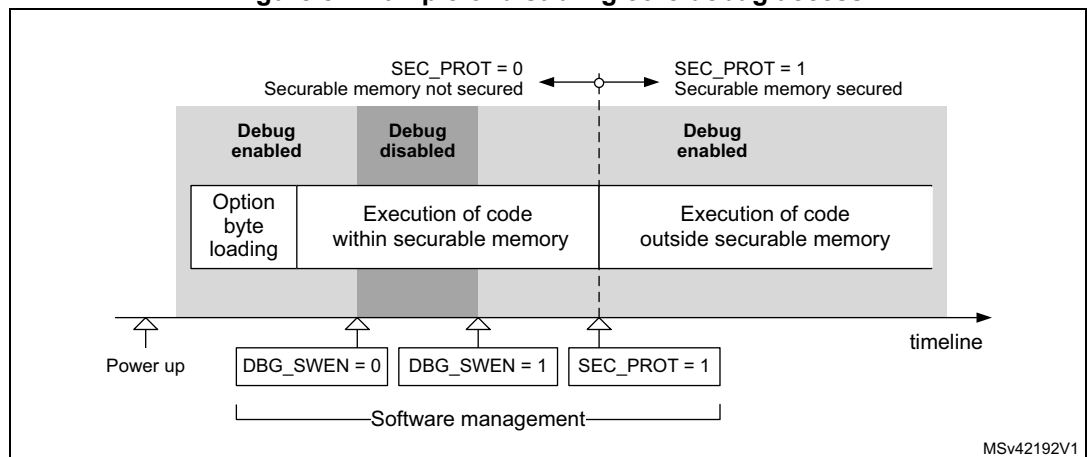 SEC_PROT = 0
Securable memory not secured
SEC_PROT = 1
Securable memory secured
Debug
enabled
Debug
disabled
Debug
enabled
Option
byte
loading
Execution of code
within securable memory
Execution of code
outside securable memory
timeline
Power up
DBG_SWEN = 0
DBG_SWEN = 1
SEC_PROT = 1
Software management
MSv42192V1